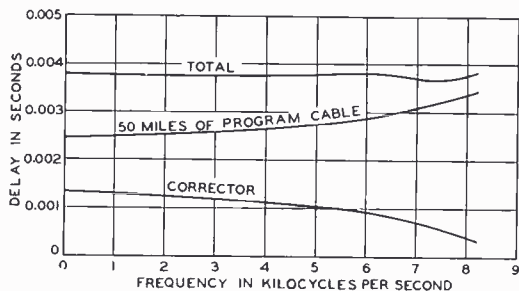 0.005
0.004
TOTAL
0.003
50 MILES OF PROGRAM CABLE
0.002
CORRECTOR
0.001
0
DELAY IN SECONDS
0 1 2 3 4 5 6 7 8 9
FREQUENCY IN KILOCYCLES PER SECOND